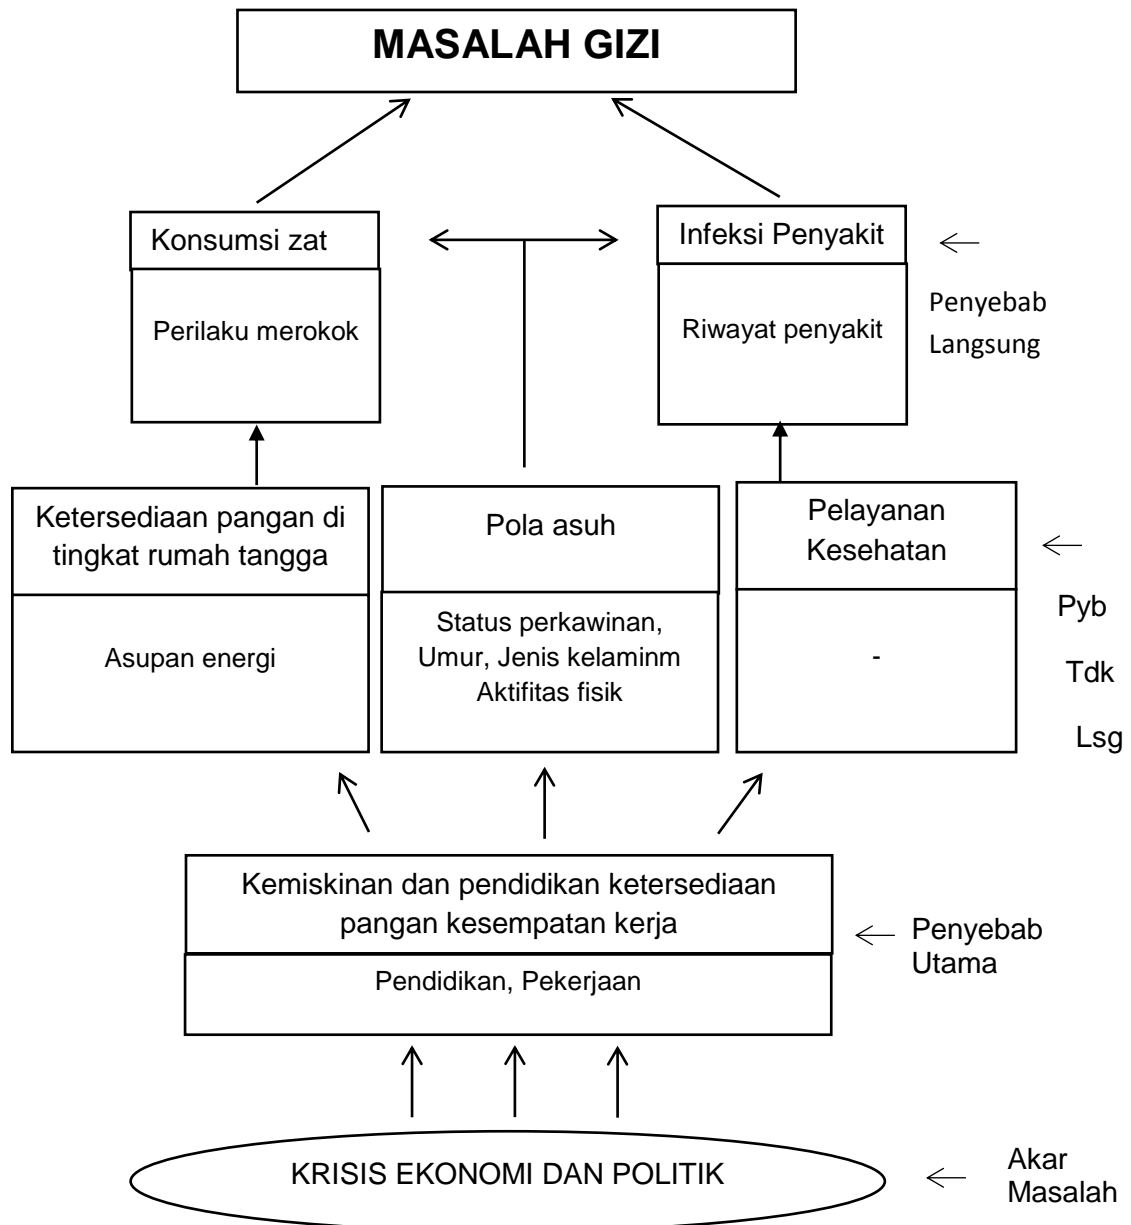 MASALAH GIZI
Konsumsi zat
Perilaku merokok
Infeksi Penyakit
Riwayat penyakit
Penyebab
Langsung
Ketersediaan pangan di
tingkat rumah tangga
Asupan energi
Pola asuh
Status perkawinan,
Umur, Jenis kelaminm
Aktifitas fisik
Pelayanan
Kesehatan
-
Pyb
Tdk
Lsg
Kemiskinan dan pendidikan ketersediaan
pangan kesempatan kerja
Pendidikan, Pekerjaan
Penyebab
Utama
KRISIS EKONOMI DAN POLITIK
Akar
Masalah